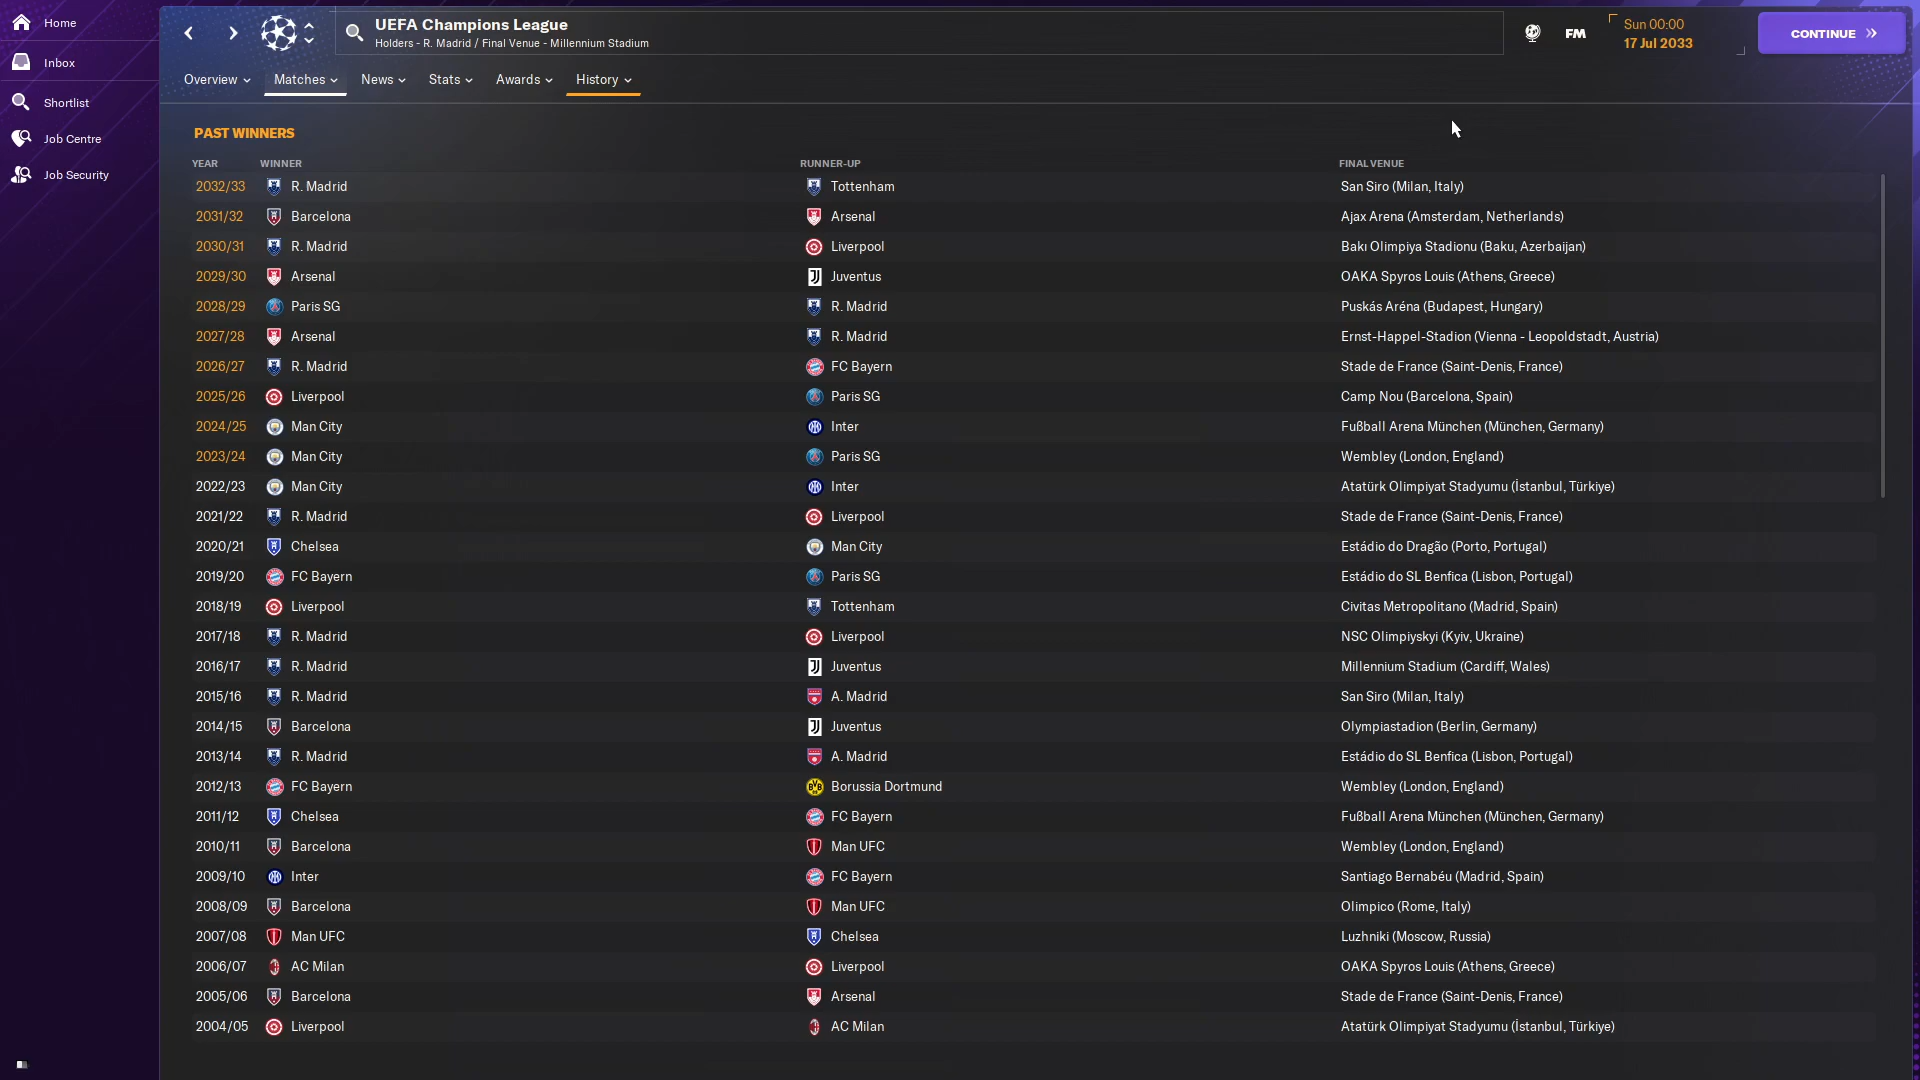 Home
Inbox
Shortlist
Job Centre
Job Security
UEFA Champions League
Holders - R. Madrid / Final Venue - Millennium Stadium
FM
Sun 00:00
17 Jul 2033
CONTINUE
Overview Matches News Stats Awards History
PAST WINNERS
YEAR WINNER RUNNER-UP FINAL VENUE
2032/33 R. Madrid Tottenham San Siro (Milan, Italy)
2031/32 Barcelona Arsenal Ajax Arena (Amsterdam, Netherlands)
2030/31 R. Madrid Liverpool Bakı Olimpiya Stadionu (Baku, Azerbaijan)
2029/30 Arsenal Juventus OAKA Spyros Louis (Athens, Greece)
2028/29 Paris SG R. Madrid Puskás Aréna (Budapest, Hungary)
2027/28 Arsenal R. Madrid Ernst-Happel-Stadion (Vienna - Leopoldstadt, Austria)
2026/27 R. Madrid FC Bayern Stade de France (Saint-Denis, France)
2025/26 Liverpool Paris SG Camp Nou (Barcelona, Spain)
2024/25 Man City Inter Fußball Arena München (München, Germany)
2023/24 Man City Paris SG Wembley (London, England)
2022/23 Man City Inter Atatürk Olimpiyat Stadyumu (İstanbul, Türkiye)
2021/22 R. Madrid Liverpool Stade de France (Saint-Denis, France)
2020/21 Chelsea Man City Estádio do Dragão (Porto, Portugal)
2019/20 FC Bayern Paris SG Estádio do SL Benfica (Lisbon, Portugal)
2018/19 Liverpool Tottenham Civitas Metropolitano (Madrid, Spain)
2017/18 R. Madrid Liverpool NSC Olimpiyskyi (Kyiv, Ukraine)
2016/17 R. Madrid Juventus Millennium Stadium (Cardiff, Wales)
2015/16 R. Madrid A. Madrid San Siro (Milan, Italy)
2014/15 Barcelona Juventus Olympiastadion (Berlin, Germany)
2013/14 R. Madrid A. Madrid Estádio do SL Benfica (Lisbon, Portugal)
2012/13 FC Bayern Borussia Dortmund Wembley (London, England)
2011/12 Chelsea FC Bayern Fußball Arena München (München, Germany)
2010/11 Barcelona Man UFC Wembley (London, England)
2009/10 Inter FC Bayern Santiago Bernabéu (Madrid, Spain)
2008/09 Barcelona Man UFC Olimpico (Rome, Italy)
2007/08 Man UFC Chelsea Luzhniki (Moscow, Russia)
2006/07 AC Milan Liverpool OAKA Spyros Louis (Athens, Greece)
2005/06 Barcelona Arsenal Stade de France (Saint-Denis, France)
2004/05 Liverpool AC Milan Atatürk Olimpiyat Stadyumu (İstanbul, Türkiye)